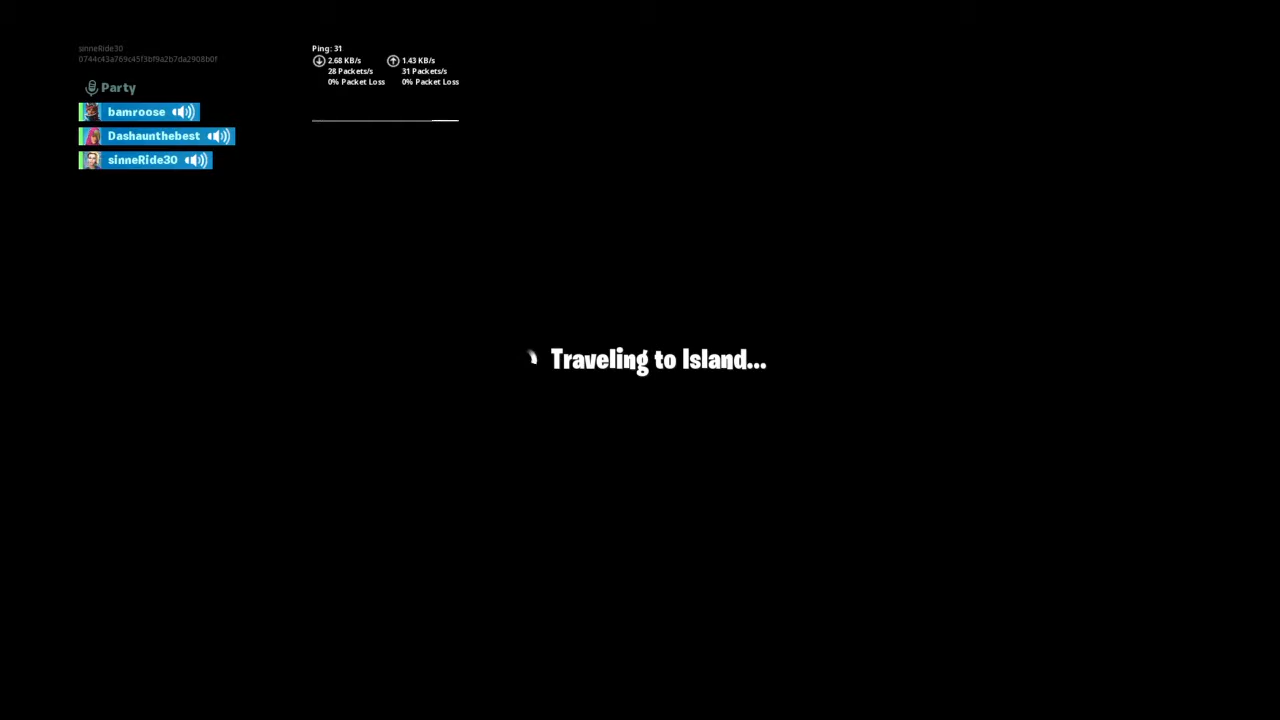 sinneRide30
0744c43a769c45f3bf9a2b7da2908b0f
Party
bamroose
Dashaunthebest
sinneRide30
Ping: 31
2.68 KB/s 1.43 KB/s
28 Packets/s 31 Packets/s
0% Packet Loss 0% Packet Loss
Traveling to Island...